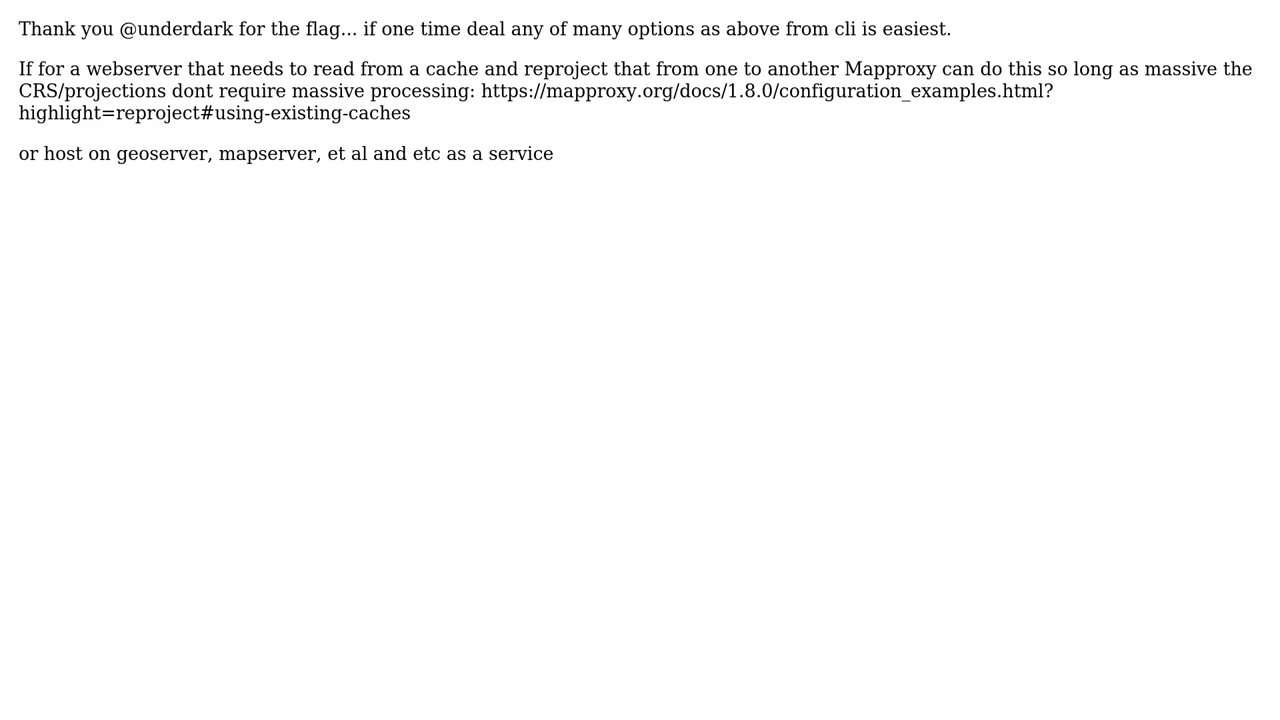 Thank you @underdark for the flag... if one time deal any of many options as above from cli is easiest.
If for a webserver that needs to read from a cache and reproject that from one to another Mapproxy can do this so long as massive the
CRS/projections dont require massive processing: https://mapproxy.org/docs/1.8.0/configuration_examples.html?
highlight=reproject#using-existing-caches
or host on geoserver, mapserver, et al and etc as a service